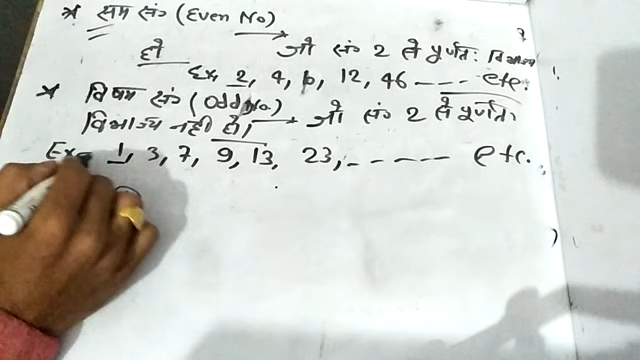 * सम सं० (Even No) → जो सं० 2 से पूर्णतः विभाज्य
हो
Ex, 2, 4, 6, 12, 46 ---- etc.
* विषम सं० (Odd No.) → जो सं० 2 से पूर्णतः
विभाज्य नही हो।
Ex- 1, 3, 7, 9, 13, 23, ----- etc.